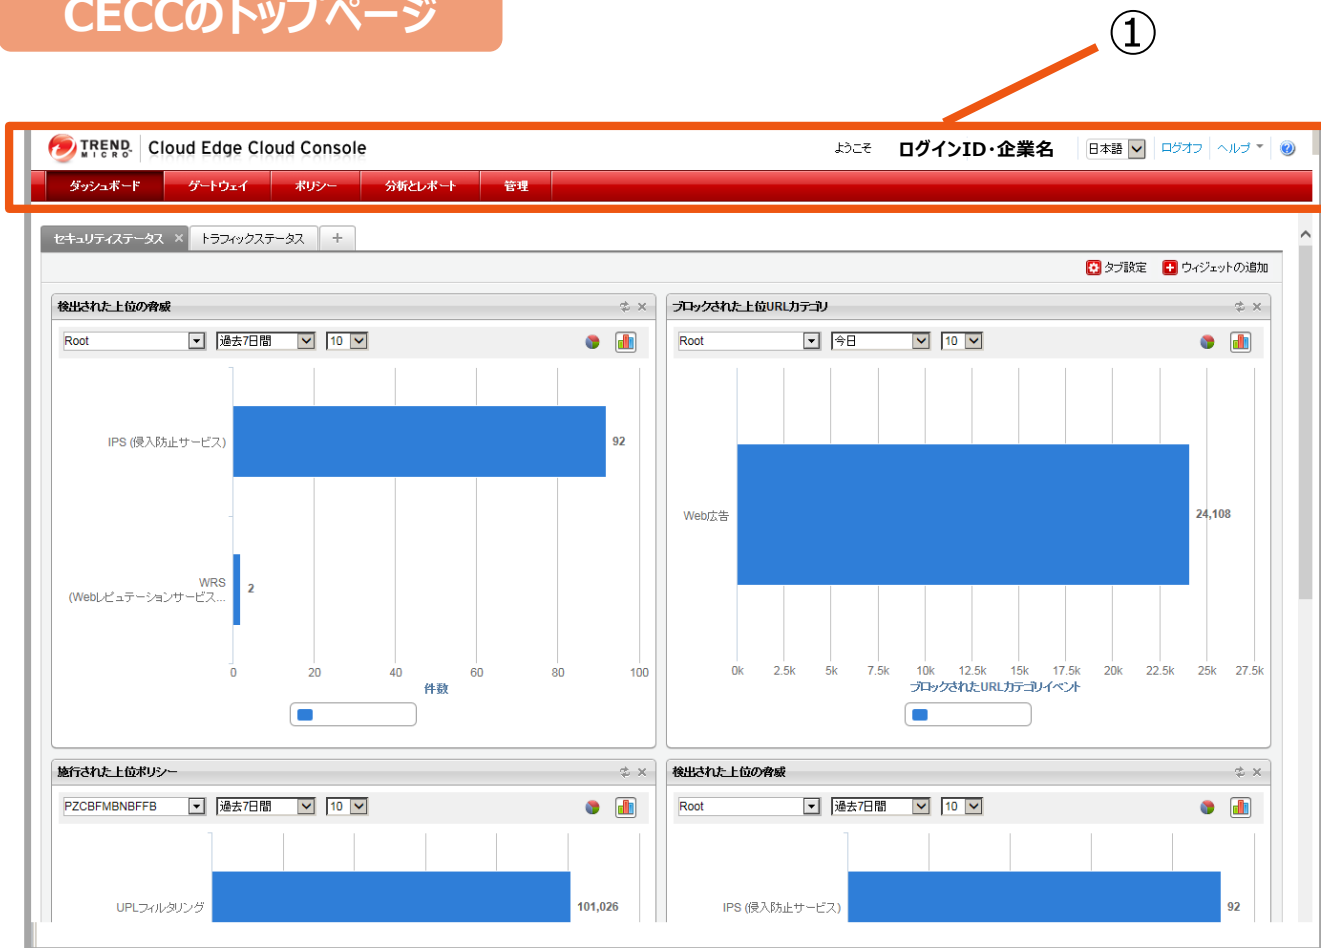 CECCのトップページ
①
TREND MICRO Cloud Edge Cloud Console ようこそ ログインID・企業名 日本語 ログオフ ヘルプ
ダッシュボード ゲートウェイ ポリシー 分析とレポート 管理
セキュリティステータス × トラフィックステータス +
タブ設定 ウィジェットの追加
検出された上位の脅威
Root 過去7日間 10
IPS (侵入防止サービス)
92
WRS
(Webレピュテーションサービス...
2
0 20 40 60 80 100
件数
ブロックされた上位URLカテゴリ
Root 今日 10
Web広告
24,108
0k 2.5k 5k 7.5k 10k 12.5k 15k 17.5k 20k 22.5k 25k 27.5k
ブロックされたURLカテゴリイベント
施行された上位ポリシー
PZCBFMBNBFFB 過去7日間 10
UPLフィルタリング
101,026
検出された上位の脅威
Root 過去7日間 10
IPS (侵入防止サービス)
92